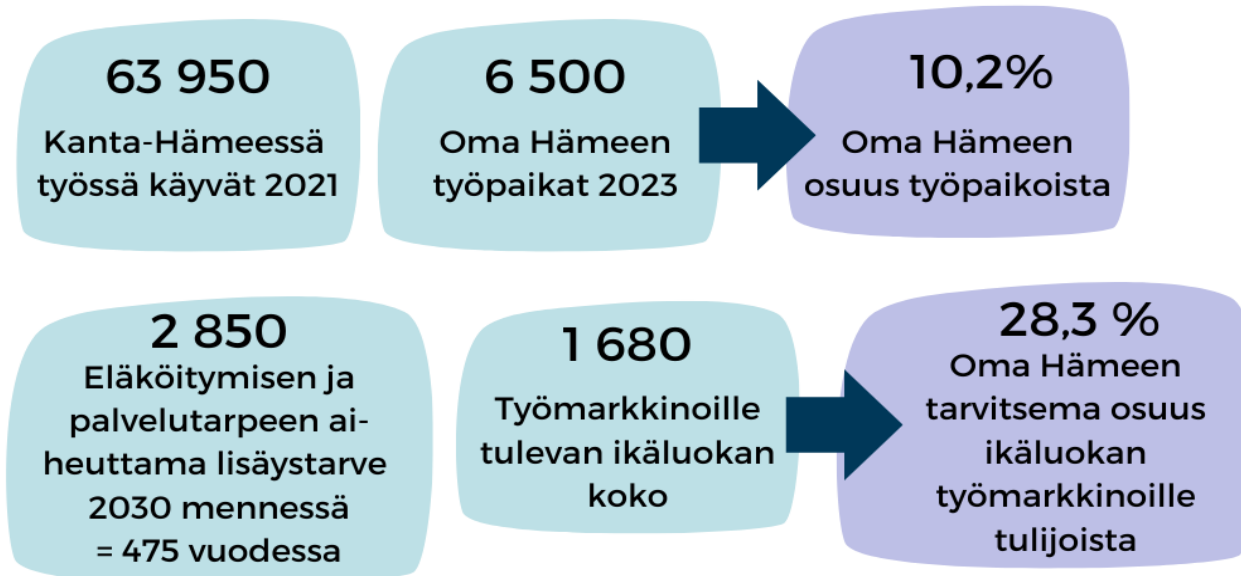 63 950
Kanta-Hämeessä
työssä käyvät 2021
6 500
Oma Hämeen
työpaikat 2023
10,2%
Oma Hämeen
osuus työpaikoista
2 850
Eläköitymisen ja
palvelutarpeen ai-
heuttama lisäystarve
2030 mennessä
= 475 vuodessa
1 680
Työmarkkinoille
tulevan ikäluokan
koko
28,3 %
Oma Hämeen
tarvitsema osuus
ikäluokan
työmarkkinoille
tulijoista